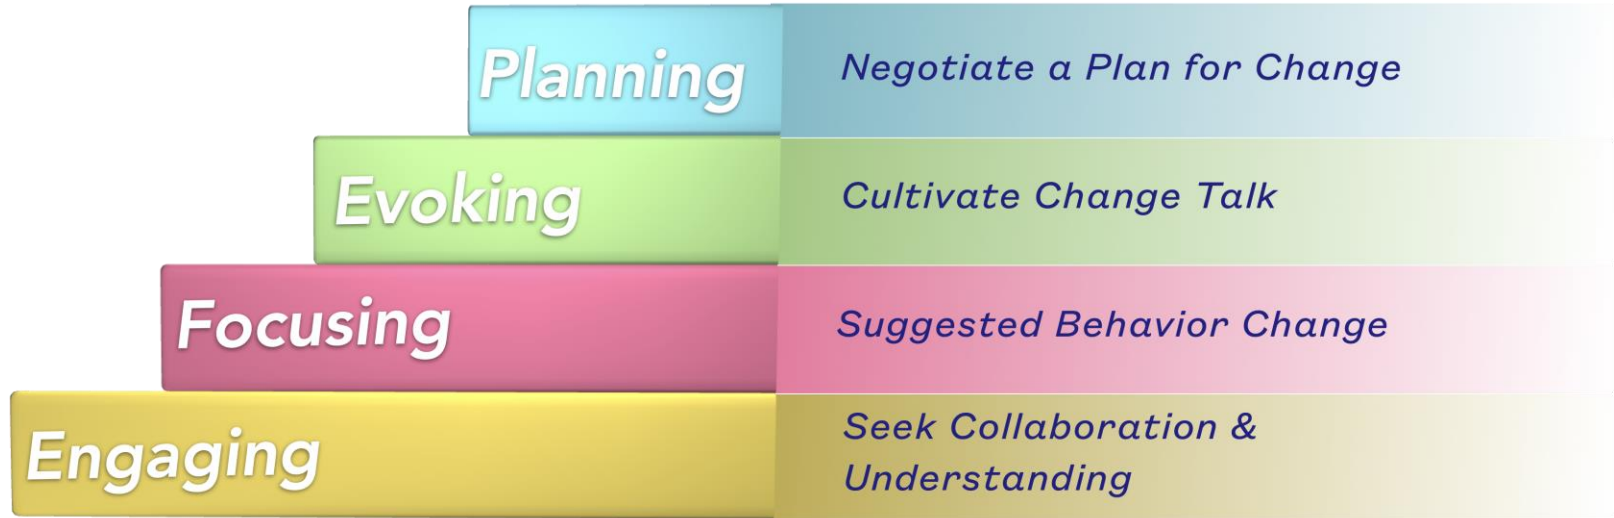 Planning
Negotiate a Plan for Change
Evoking
Cultivate Change Talk
Focusing
Suggested Behavior Change
Engaging
Seek Collaboration &
Understanding